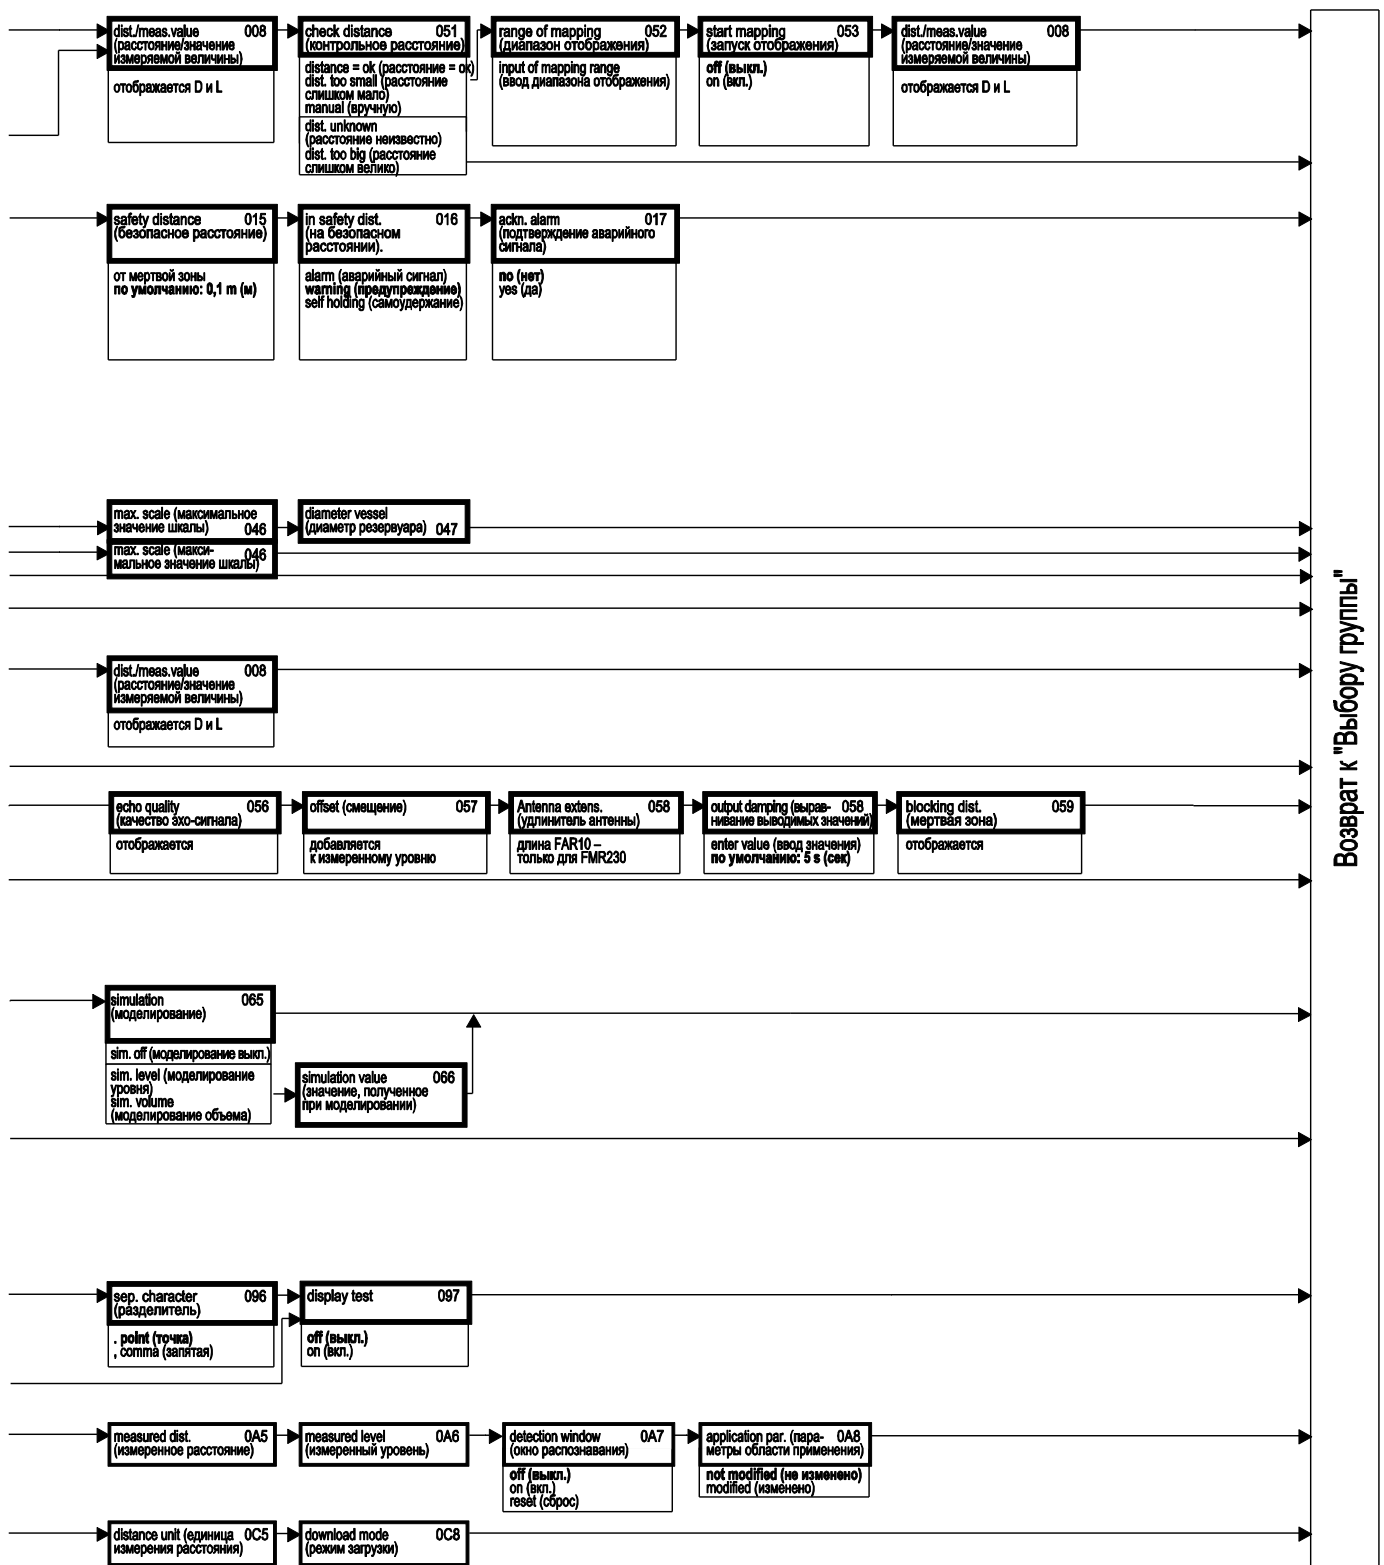 dist./meas.value 008
(расстояние/значение
измеряемой величины)
отображается D и L
check distance 051
(контрольное расстояние)
distance = ok (расстояние = ok)
dist. too small (расстояние
слишком мало)
manual (вручную)
dist. unknown
(расстояние неизвестно)
dist. too big (расстояние
слишком велико)
range of mapping 052
(диапазон отображения)
input of mapping range
(ввод диапазона отображения)
start mapping 053
(запуск отображения)
off (выкл.)
on (вкл.)
dist./meas.value 008
(расстояние/значение
измеряемой величины)
отображается D и L
safety distance 015
(безопасное расстояние)
от мертвой зоны
по умолчанию: 0,1 m (м)
in safety dist. 016
(на безопасном
расстоянии).
alarm (аварийный сигнал)
warning (предупреждение)
self holding (самоудержание)
ackn. alarm 017
(подтверждение аварийного
сигнала)
no (нет)
yes (да)
max. scale (максимальное
значение шкалы) 046
diameter vessel
(диаметр резервуара) 047
max. scale (макси- 046
мальное значение шкалы)
dist./meas.value 008
(расстояние/значение
измеряемой величины)
отображается D и L
echo quality 056
(качество эхо-сигнала)
отображается
offset (смещение) 057
добавляется
к измеренному уровню
Antenna extens. 058
(удлинитель антенны)
длина FAR10 –
только для FMR230
output damping (вырав- 058
нивание выводимых значений)
enter value (ввод значения)
по умолчанию: 5 s (сек)
blocking dist. 059
(мертвая зона)
отображается
simulation 065
(моделирование)
sim. off (моделирование выкл.)
sim. level (моделирование
уровня)
sim. volume
(моделирование объема)
simulation value 066
(значение, полученное
при моделировании)
sep. character 096
(разделитель)
. point (точка)
, comma (запятая)
display test 097
off (выкл.)
on (вкл.)
measured dist. 0A5
(измеренное расстояние)
measured level 0A6
(измеренный уровень)
detection window 0A7
(окно распознавания)
off (выкл.)
on (вкл.)
reset (сброс)
application par. (пара- 0A8
метры области применения)
not modified (не изменено)
modified (изменено)
distance unit (единица 0C5
измерения расстояния)
download mode 0C8
(режим загрузки)
Возврат к "Выбору группы"